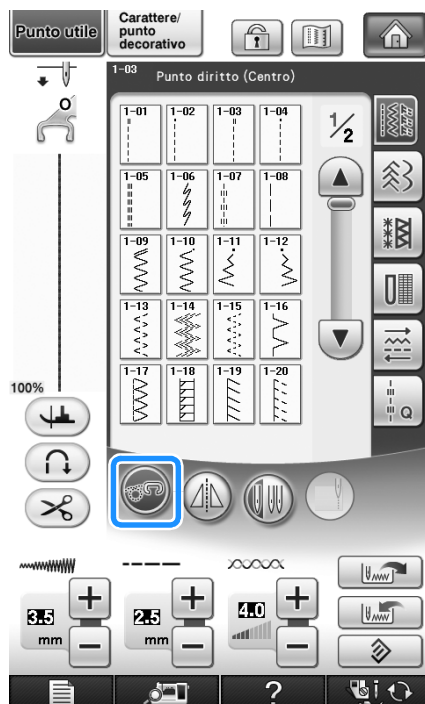 Punto utile
Carattere/
punto
decorativo
1-03
Punto diritto (Centro)
O
1-01 1-02 1-03 1-04
1/2
1-05 1-06 1-07 1-08
1-09 1-10 1-11 1-12
1-13 1-14 1-15 1-16
1-17 1-18 1-19 1-20
Q
100%
3.5 2.5 4.0
mm mm
?